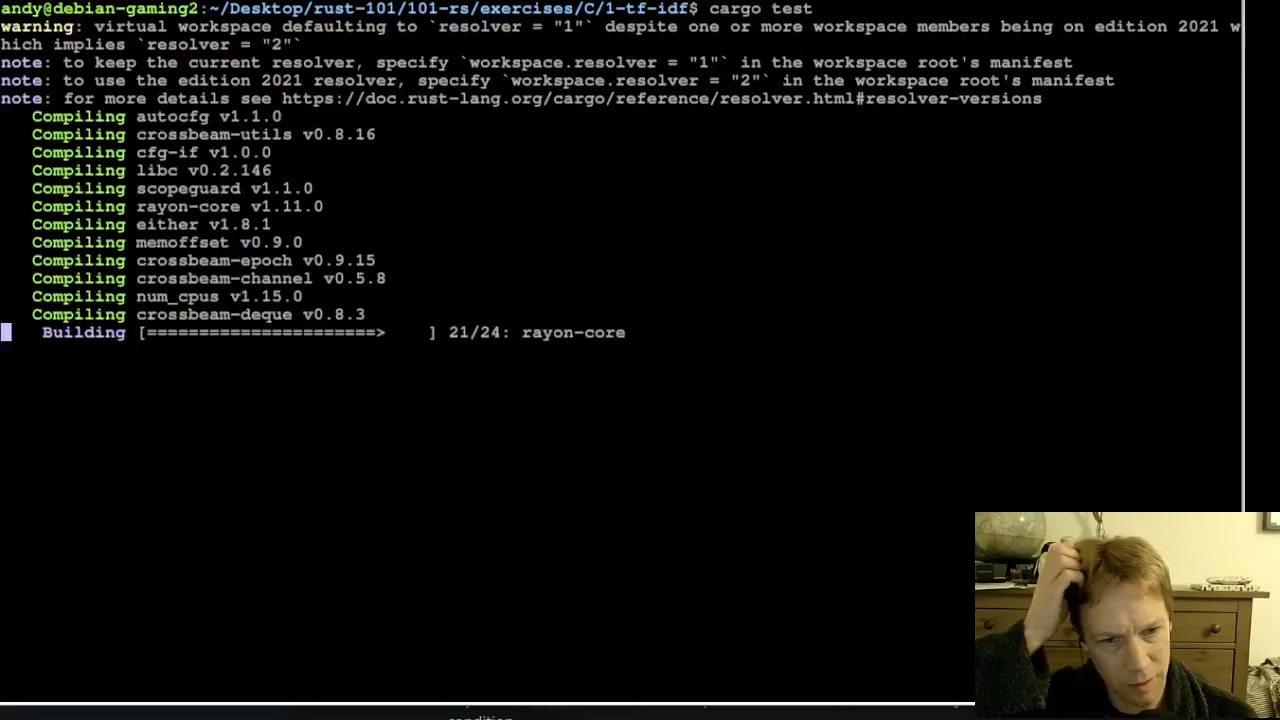 andy@debian-gaming2:~/Desktop/rust-101/101-rs/exercises/C/1-tf-idf$ cargo test
warning: virtual workspace defaulting to `resolver = "1"` despite one or more workspace members being on edition 2021 w
hich implies `resolver = "2"`
note: to keep the current resolver, specify `workspace.resolver = "1"` in the workspace root's manifest
note: to use the edition 2021 resolver, specify `workspace.resolver = "2"` in the workspace root's manifest
note: for more details see https://doc.rust-lang.org/cargo/reference/resolver.html#resolver-versions
Compiling autocfg v1.1.0
Compiling crossbeam-utils v0.8.16
Compiling cfg-if v1.0.0
Compiling libc v0.2.146
Compiling scopeguard v1.1.0
Compiling rayon-core v1.11.0
Compiling either v1.8.1
Compiling memoffset v0.9.0
Compiling crossbeam-epoch v0.9.15
Compiling crossbeam-channel v0.5.8
Compiling num_cpus v1.15.0
Compiling crossbeam-deque v0.8.3
Building [======================>    ] 21/24: rayon-core